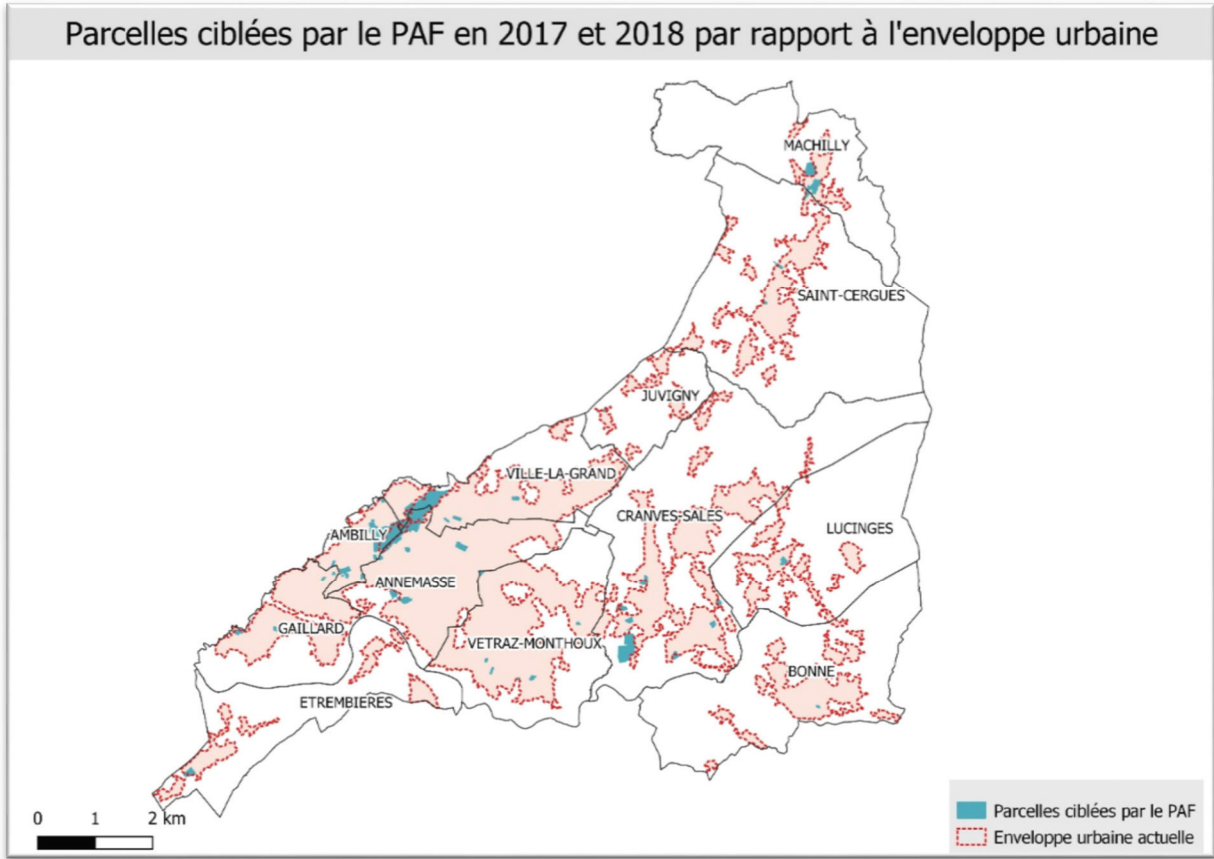 Parcelles ciblées par le PAF en 2017 et 2018 par rapport à l'enveloppe urbaine
MACHILLY
SAINT-CERGUES
JUVIGNY
VILLE-LA-GRAND
CRANVES-SALES
LUCINGES
AMBILLY
ANNEMASSE
GAILLARD
VETRAZ-MONTHOUX
BONNE
ETREMBIERES
0 1 2 km
Parcelles ciblées par le PAF
Enveloppe urbaine actuelle